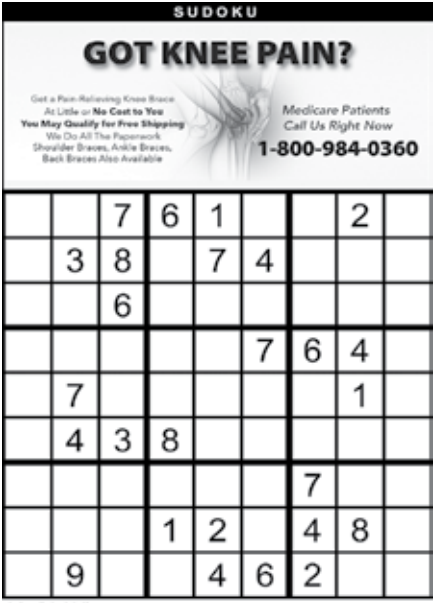 SUDOKU
GOT KNEE PAIN?
Get a Pain-Relieving Knee Brace
At Little or No Cost to You
You May Qualify for Free Shipping
We Do All The Paperwork
Shoulder Braces, Ankle Braces,
Back Braces Also Available
Medicare Patients
Call Us Right Now
1-800-984-0360
7 6 1 2
3 8 7 4
6
7 6 4
7 1
4 3 8
7
1 2 4 8
9 4 6 2